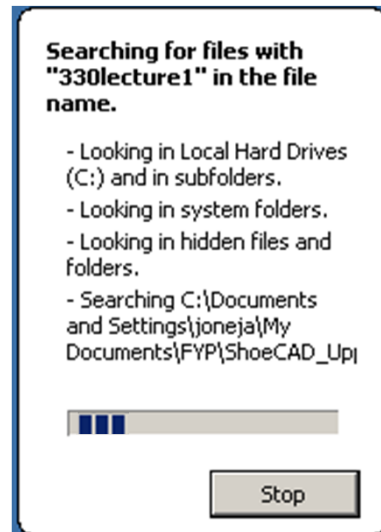 Searching for files with
"330lecture1" in the file
name.
- Looking in Local Hard Drives
(C:) and in subfolders.
- Looking in system folders.
- Looking in hidden files and
folders.
- Searching C:\Documents
and Settings\joneja\My
Documents\FYP\ShoeCAD_Up
Stop